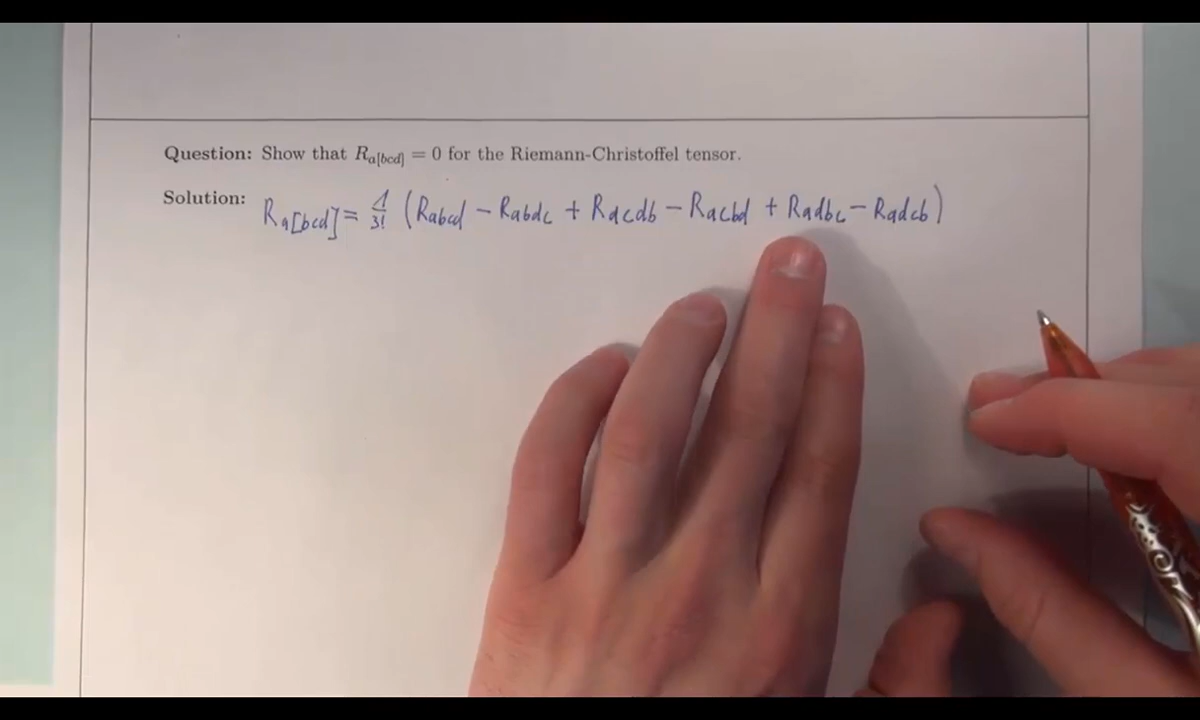 Question: Show that R_{a[bcd]} = 0 for the Riemann-Christoffel tensor.
Solution: R_{a[bcd]} = 1/3! (R_{abcd} - R_{abdc} + R_{acdb} - R_{acbd} + R_{adbc} - R_{adcb})